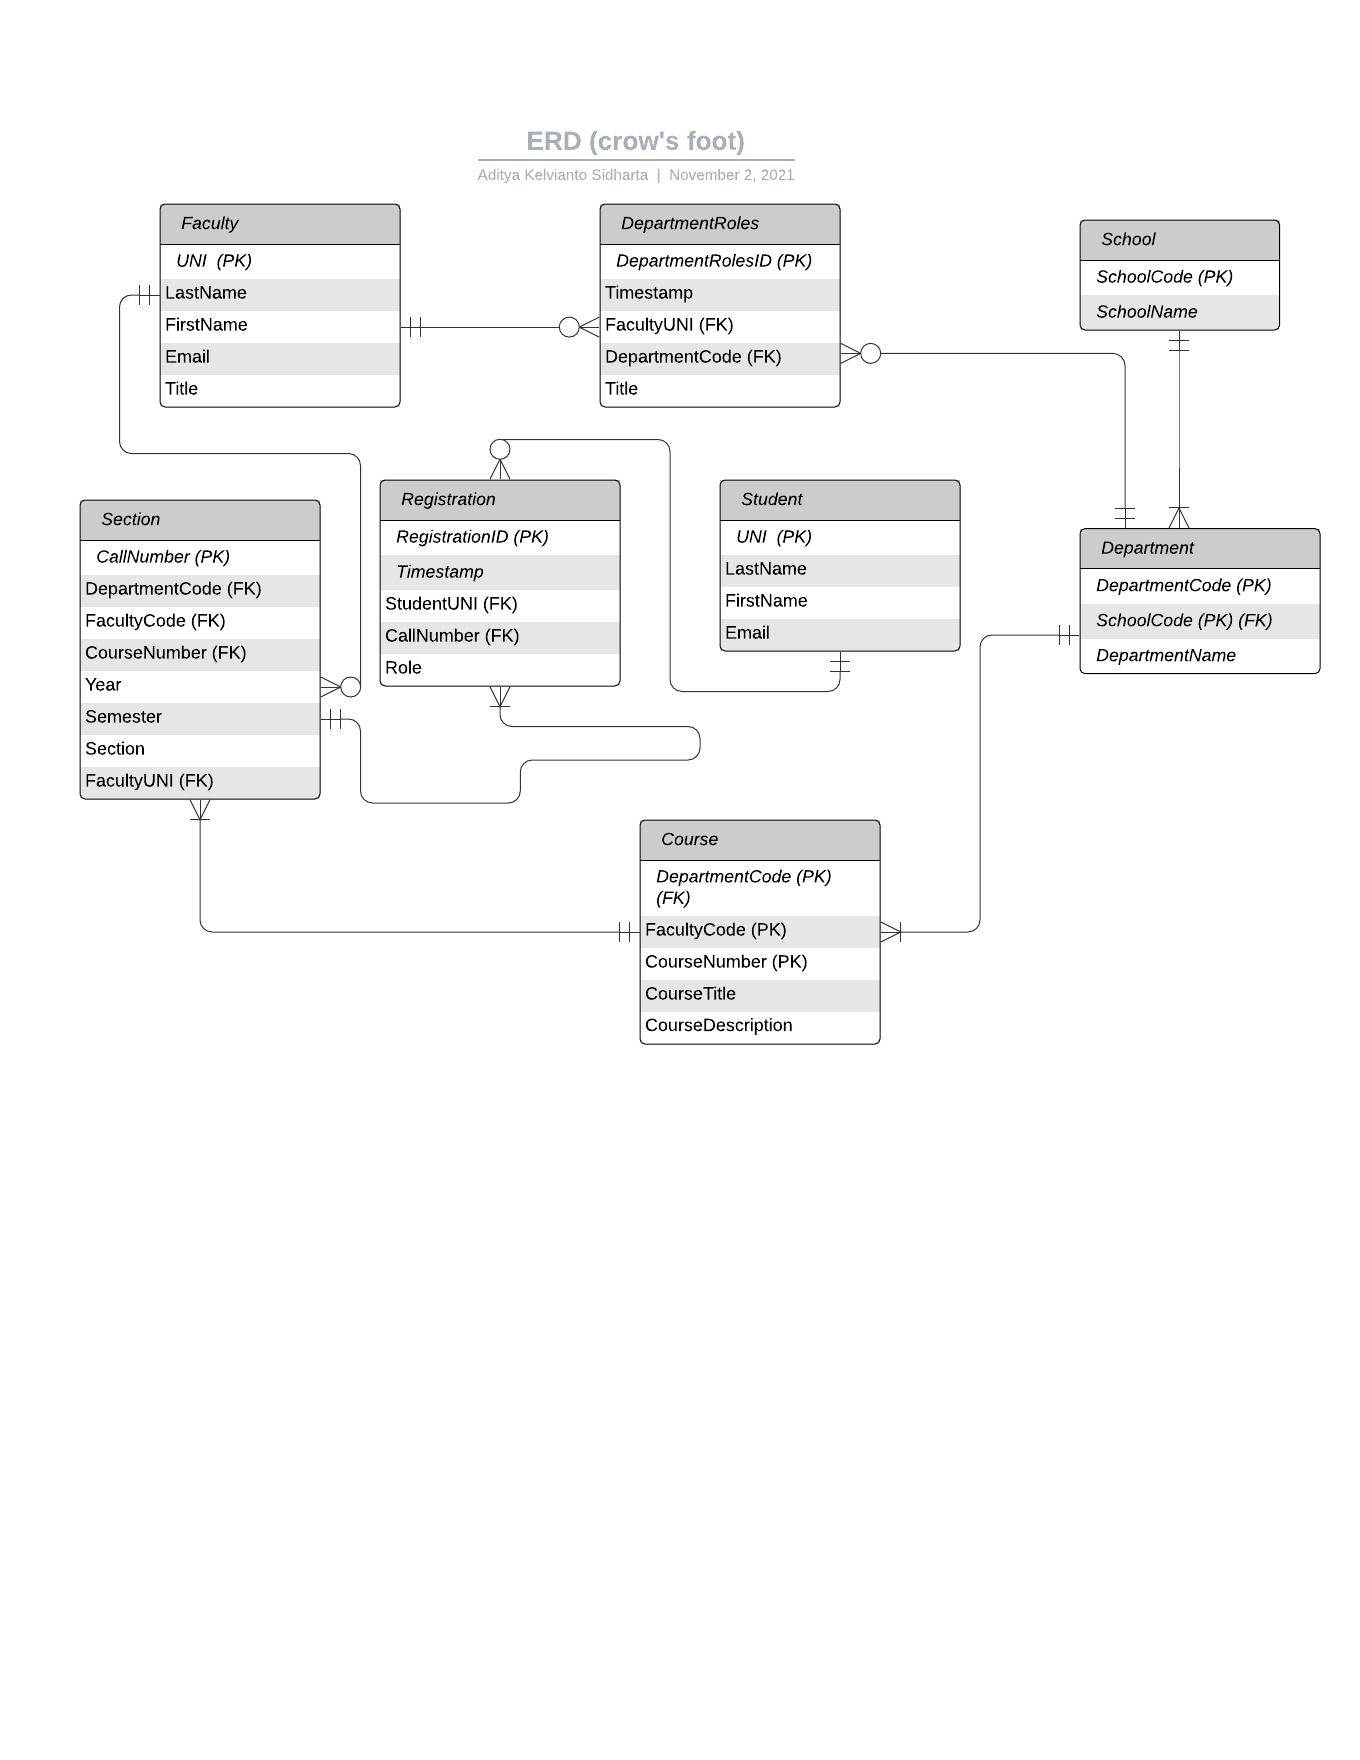 ERD (crow's foot)
Aditya Kelvianto Sidharta | November 2, 2021
Faculty
UNI (PK)
LastName
FirstName
Email
Title
DepartmentRoles
DepartmentRolesID (PK)
Timestamp
FacultyUNI (FK)
DepartmentCode (FK)
Title
School
SchoolCode (PK)
SchoolName
Section
CallNumber (PK)
DepartmentCode (FK)
FacultyCode (FK)
CourseNumber (FK)
Year
Semester
Section
FacultyUNI (FK)
Registration
RegistrationID (PK)
Timestamp
StudentUNI (FK)
CallNumber (FK)
Role
Student
UNI (PK)
LastName
FirstName
Email
Department
DepartmentCode (PK)
SchoolCode (PK) (FK)
DepartmentName
Course
DepartmentCode (PK)
(FK)
FacultyCode (PK)
CourseNumber (PK)
CourseTitle
CourseDescription